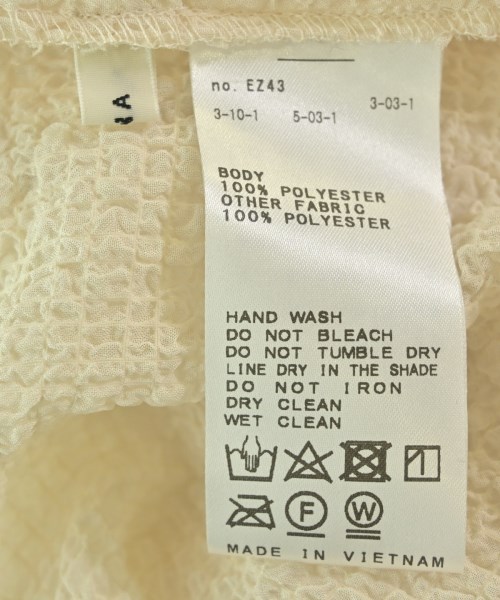 no. EZ43
3-10-1 5-03-1 3-03-1
NA
BODY
100% POLYESTER
OTHER FABRIC
100% POLYESTER
HAND WASH
DO NOT BLEACH
DO NOT TUMBLE DRY
LINE DRY IN THE SHADE
DO NOT IRON
DRY CLEAN
WET CLEAN
F W
MADE IN VIETNAM